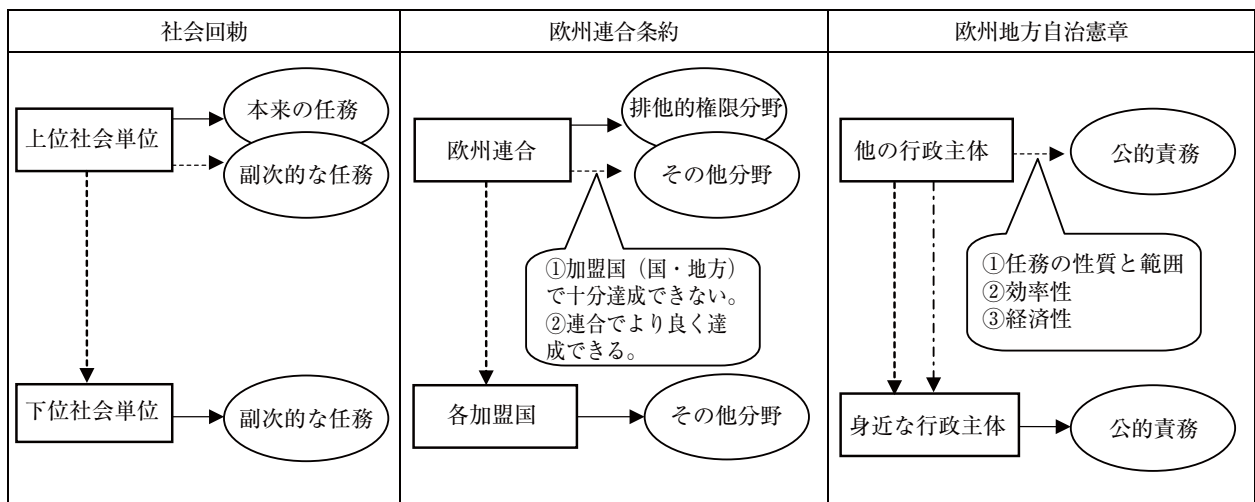 社会回勅
欧州連合条約
欧州地方自治憲章
上位社会単位
本来の任務
副次的な任務
下位社会単位
副次的な任務
欧州連合
排他的権限分野
その他分野
①加盟国（国・地方）
で十分達成できない。
②連合でより良く達
成できる。
各加盟国
その他分野
他の行政主体
公的責務
①任務の性質と範囲
②効率性
③経済性
身近な行政主体
公的責務